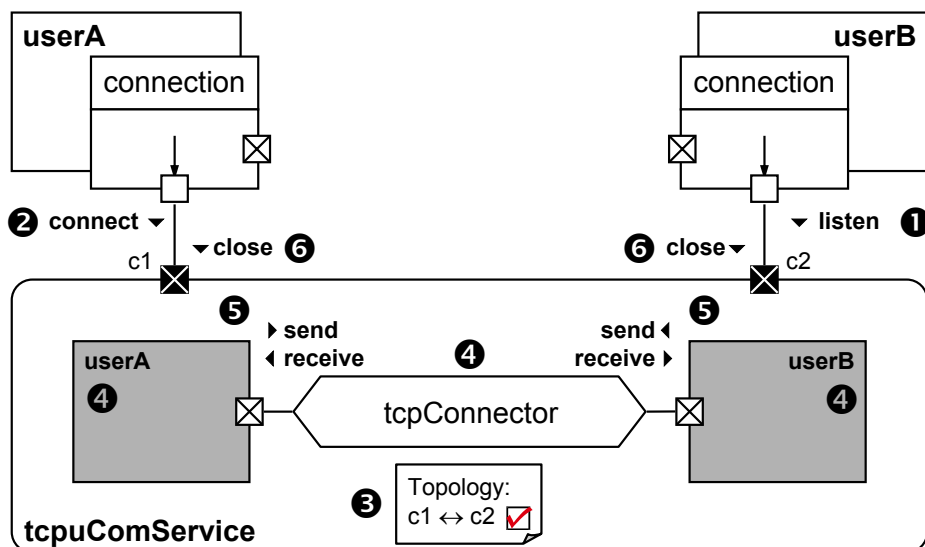 userA
userB
connection
connection
❷ connect
listen ❶
close ❻
❻ close
c1
c2
❺
❺
send
send
receive
receive
userA
❹
userB
❹
❹
tcpConnector
Topology:
❸
c1 ↔ c2
tcpuComService